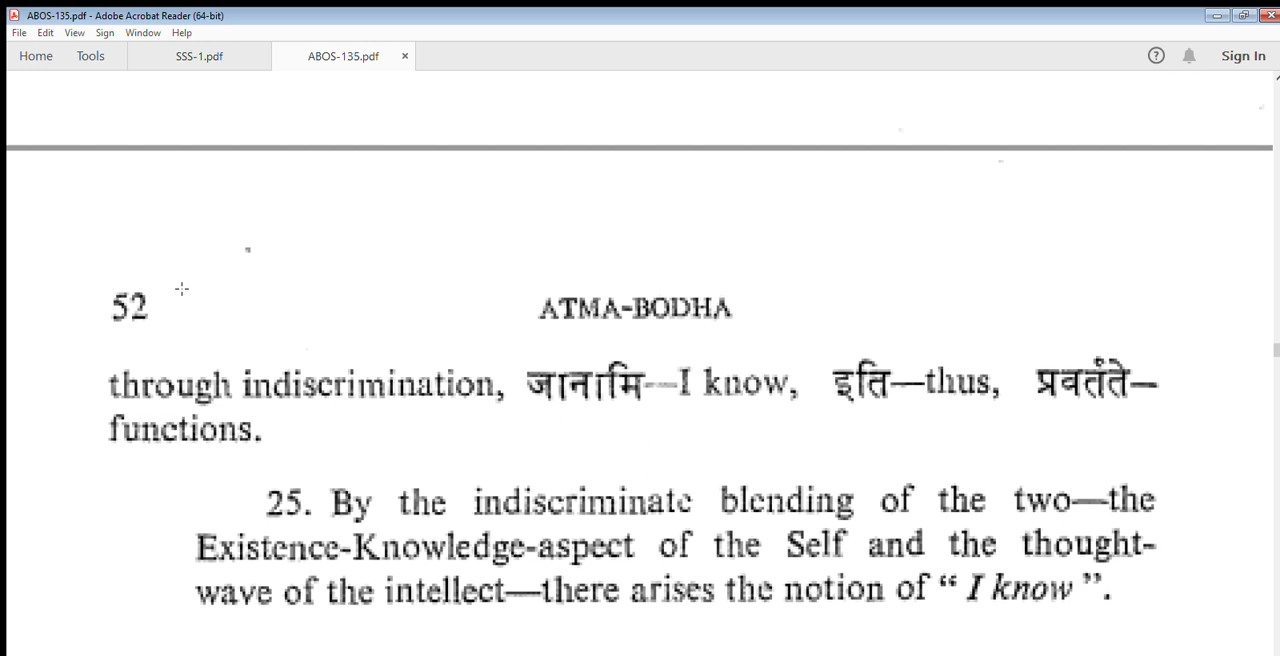 ABOS-135.pdf - Adobe Acrobat Reader (64-bit)
File Edit View Sign Window Help
Home Tools SSS-1.pdf ABOS-135.pdf × ? Sign In
52 ATMA-BODHA
through indiscrimination, जानामि—I know, इति—thus, प्रवर्तते—
functions.
25. By the indiscriminate blending of the two—the
Existence-Knowledge-aspect of the Self and the thought-
wave of the intellect—there arises the notion of “ I know ”.